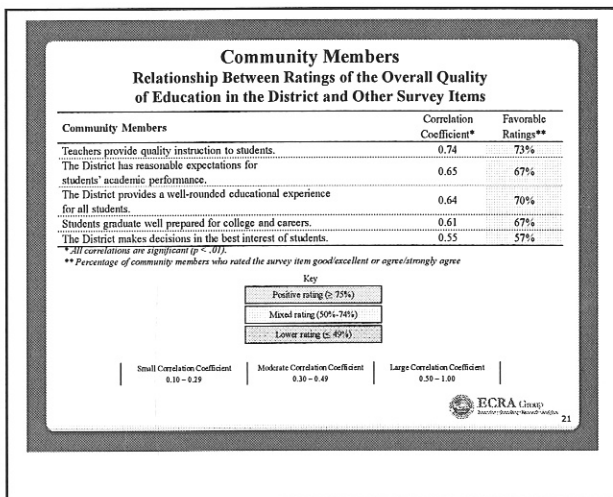 Community Members
Relationship Between Ratings of the Overall Quality
of Education in the District and Other Survey Items
Community Members
Correlation Coefficient*
Favorable Ratings**
Teachers provide quality instruction to students. 0.74 73%
The District has reasonable expectations for
students' academic performance. 0.65 67%
The District provides a well-rounded educational experience
for all students. 0.64 70%
Students graduate well prepared for college and careers. 0.61 67%
The District makes decisions in the best interest of students. 0.55 57%
* All correlations are significant (p < .01).
** Percentage of community members who rated the survey item good/excellent or agree/strongly agree
Key
Positive rating (≥ 75%)
Mixed rating (50%-74%)
Lower rating (≤ 49%)
Small Correlation Coefficient
0.10 – 0.29
Moderate Correlation Coefficient
0.30 – 0.49
Large Correlation Coefficient
0.50 – 1.00
ECRA Group
21